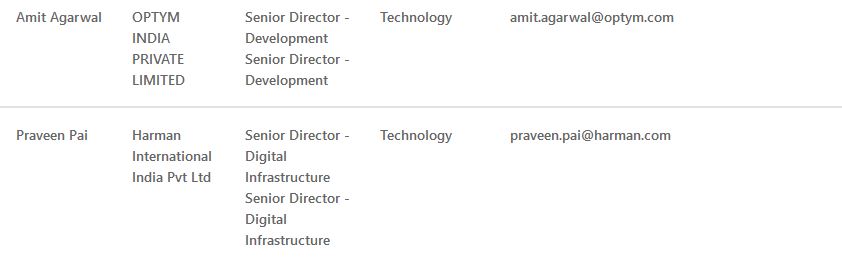 Amit Agarwal OPTYM Senior Director - Technology amit.agarwal@optym.com
INDIA Development
PRIVATE Senior Director -
LIMITED Development
Praveen Pai Harman Senior Director - Technology praveen.pai@harman.com
International Digital
India Pvt Ltd Infrastructure
Senior Director -
Digital
Infrastructure